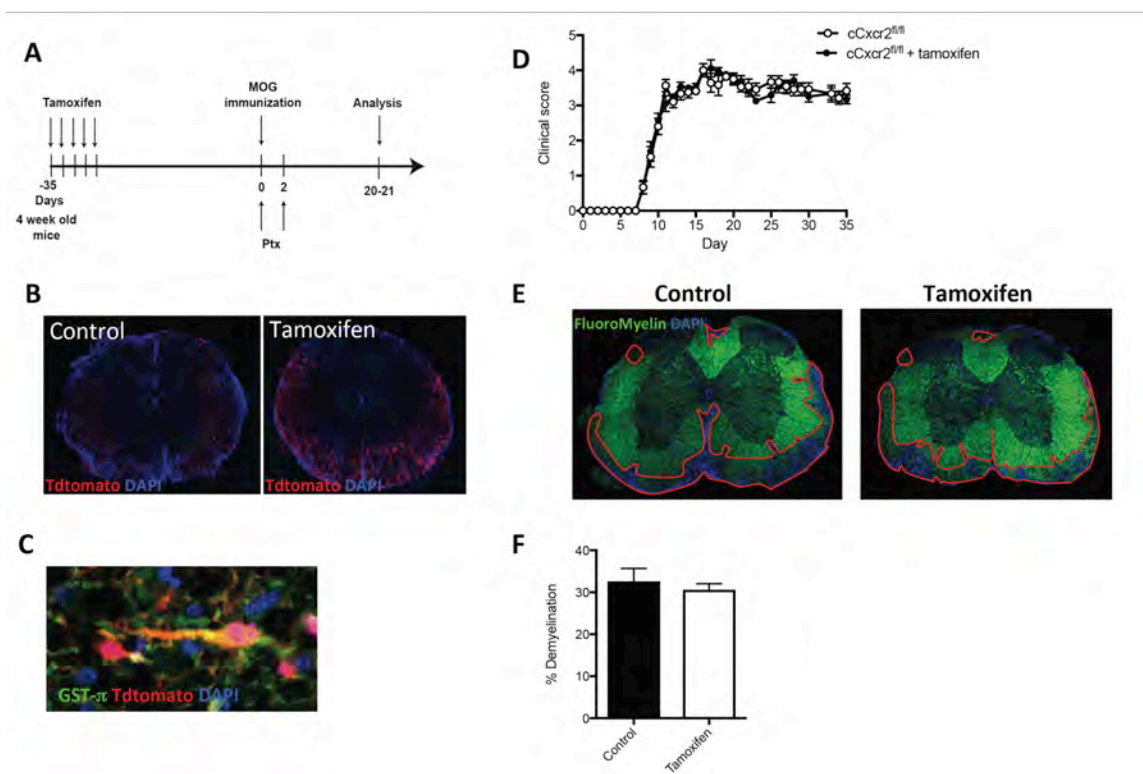 A
Tamoxifen
MOG
immunization
Analysis
-35
Days
4 week old
mice
0
2
20-21
Ptx
B
Control
Tamoxifen
Tdtomato DAPI
Tdtomato DAPI
C
GST-π Tdtomato DAPI
D
cCxcr2fl/fl
cCxcr2fl/fl + tamoxifen
Clinical score
5
4
3
2
1
0
0 5 10 15 20 25 30 35
Day
E
Control
Tamoxifen
FluoroMyelin DAPI
F
% Demyelination
40
30
20
10
0
Control
Tamoxifen